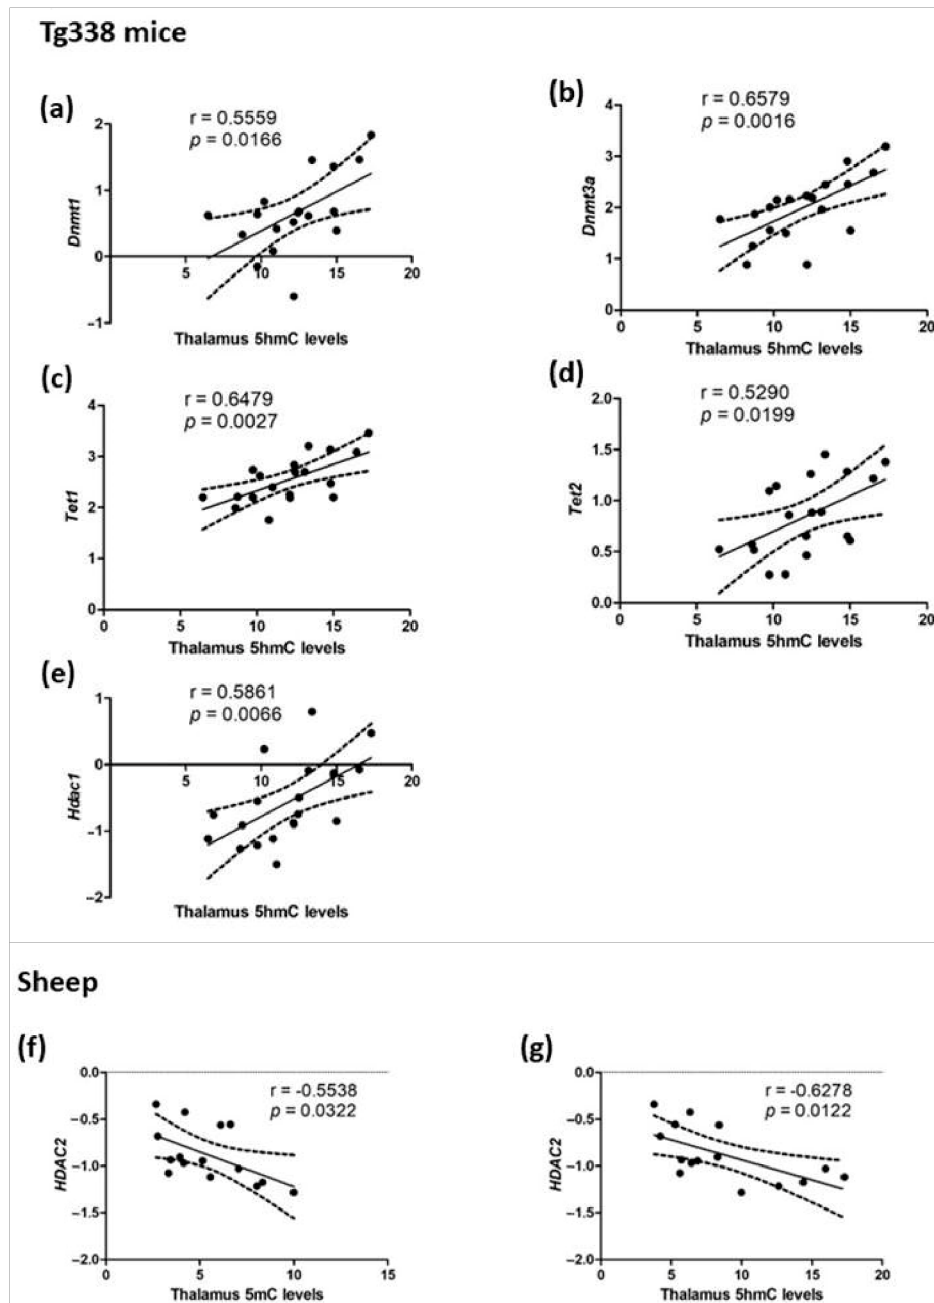 Tg338 mice
(a)
r = 0.5559
p = 0.0166
2
1
0
−1
5
10
15
20
Dnmt1
Thalamus 5hmC levels
(b)
r = 0.6579
p = 0.0016
4
3
2
1
0
0
5
10
15
20
Dnmt3a
Thalamus 5hmC levels
(c)
r = 0.6479
p = 0.0027
4
3
2
1
0
0
5
10
15
20
Tet1
Thalamus 5hmC levels
(d)
r = 0.5290
p = 0.0199
2.0
1.5
1.0
0.5
0.0
0
5
10
15
20
Tet2
Thalamus 5hmC levels
(e)
r = 0.5861
p = 0.0066
1
0
−1
−2
5
10
15
20
Hdac1
Thalamus 5hmC levels
Sheep
(f)
r = -0.5538
p = 0.0322
0.0
−0.5
−1.0
−1.5
−2.0
0
5
10
15
HDAC2
Thalamus 5mC levels
(g)
r = -0.6278
p = 0.0122
0.0
−0.5
−1.0
−1.5
−2.0
0
5
10
15
20
HDAC2
Thalamus 5hmC levels